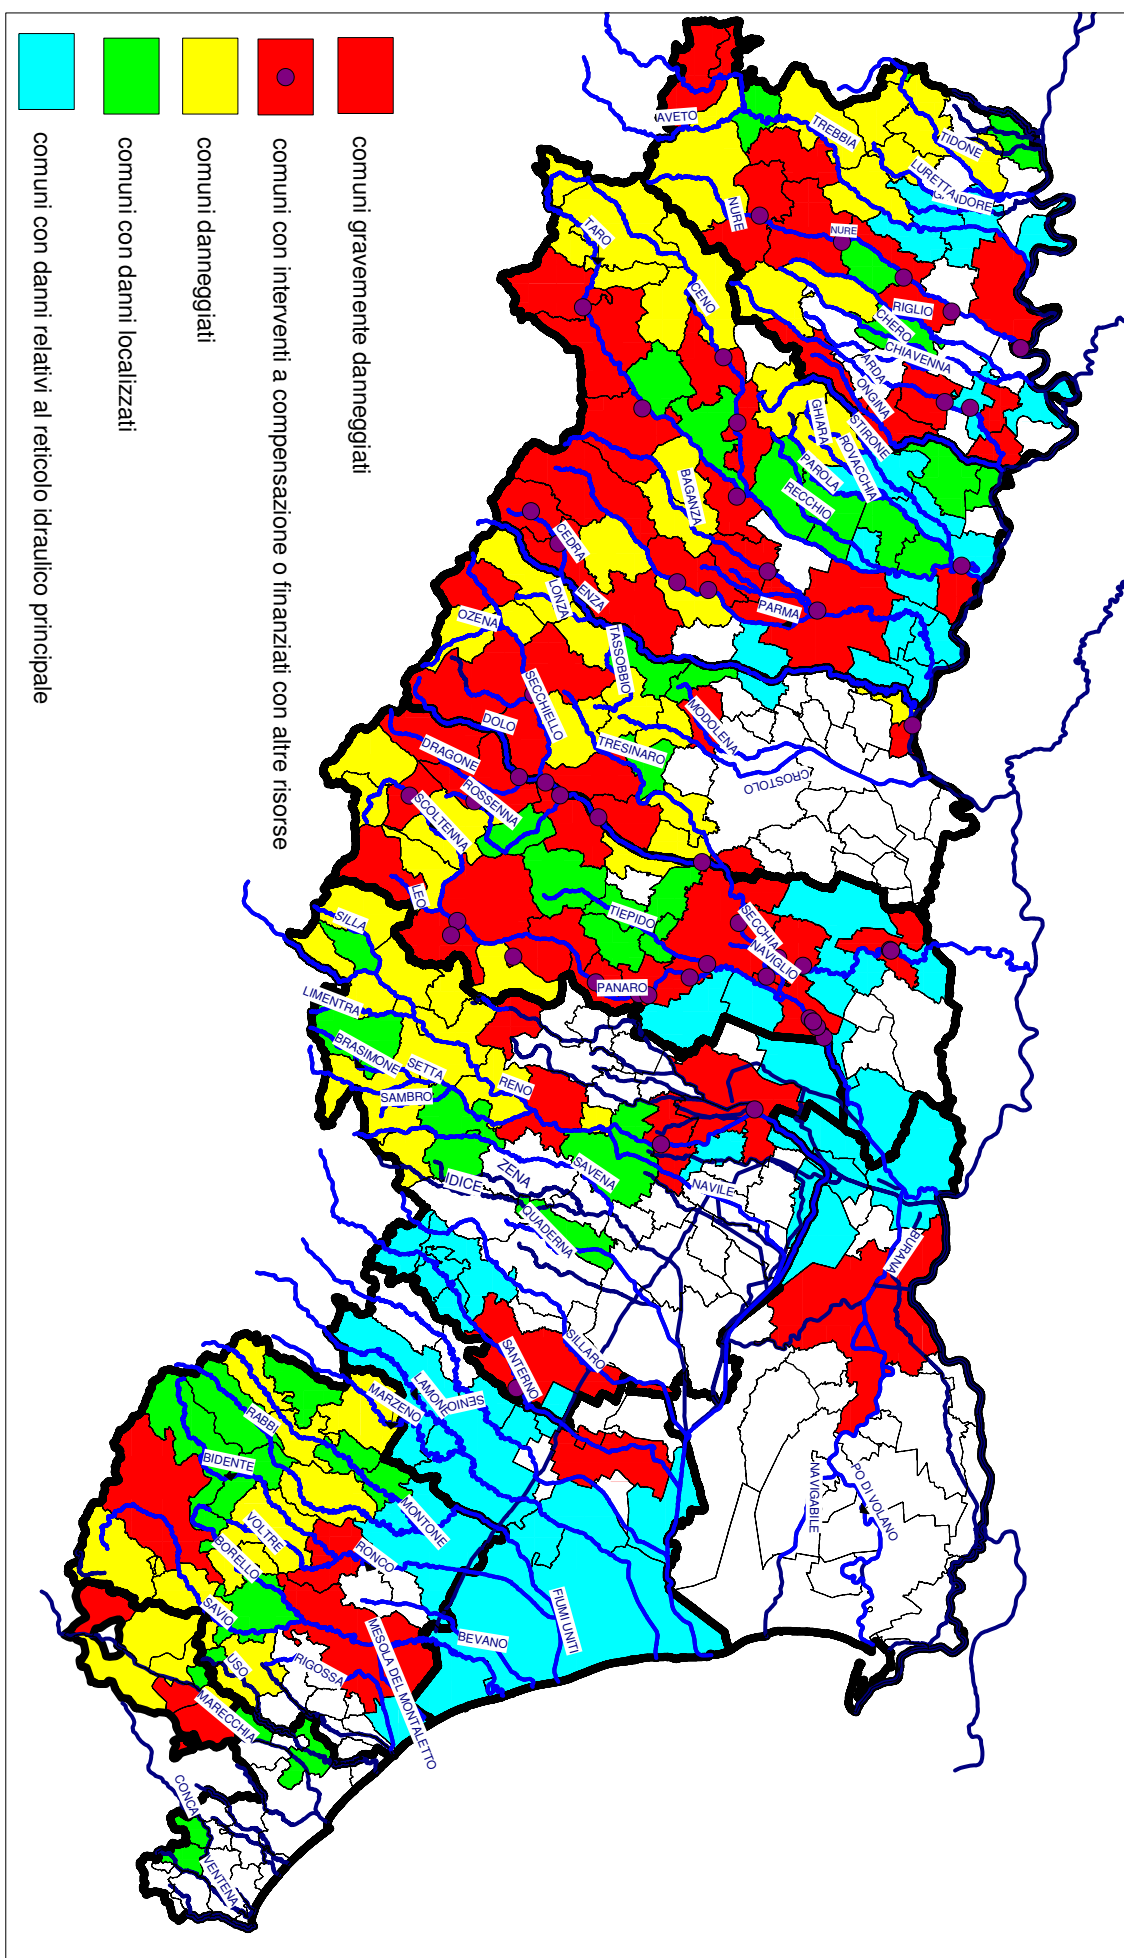 AVETO
TREBBIA
TIDONE
LURETTA
NURE
NURE
TARO
CENO
RIGLIO
CHERO
CHIAVENNA
ARDA
ONGINA
STIRONE
GHIARA
ROVACCHIA
PAROLA
RECCHIO
BAGANZA
CEDRA
ENZA
LONZA
PARMA
OZENA
TASSOBBIO
SECCHIELLO
MODOLENA
DOLO
TRESINARO
CROSTOLO
DRAGONE
ROSSENNA
SCOLTENNA
LEO
TIEPIDO
SECCHIA
NAVIGLIO
SILLA
PANARO
LIMENTRA
BRASIMONE
SETTA
SAMBRO
RENO
SAVENA
NAVILE
ZENA
IDICE
QUADERNA
BURANA
SILLARO
SANTERNO
SENIO
LAMONE
MARZENO
RABBI
BIDENTE
MONTONE
VOLTRE
RONCO
BORELLO
NAVIGABILE
PO DI VOLANO
FIUMI UNITI
BEVANO
SAVIO
MESOLA DEL MONTALETTO
USO
RIGOSSA
MARECCHIA
CONCA
VENTENA
comuni gravemente danneggiati
comuni con interventi a compensazione o finanziati con altre risorse
comuni danneggiati
comuni con danni localizzati
comuni con danni relativi al reticolo idraulico principale